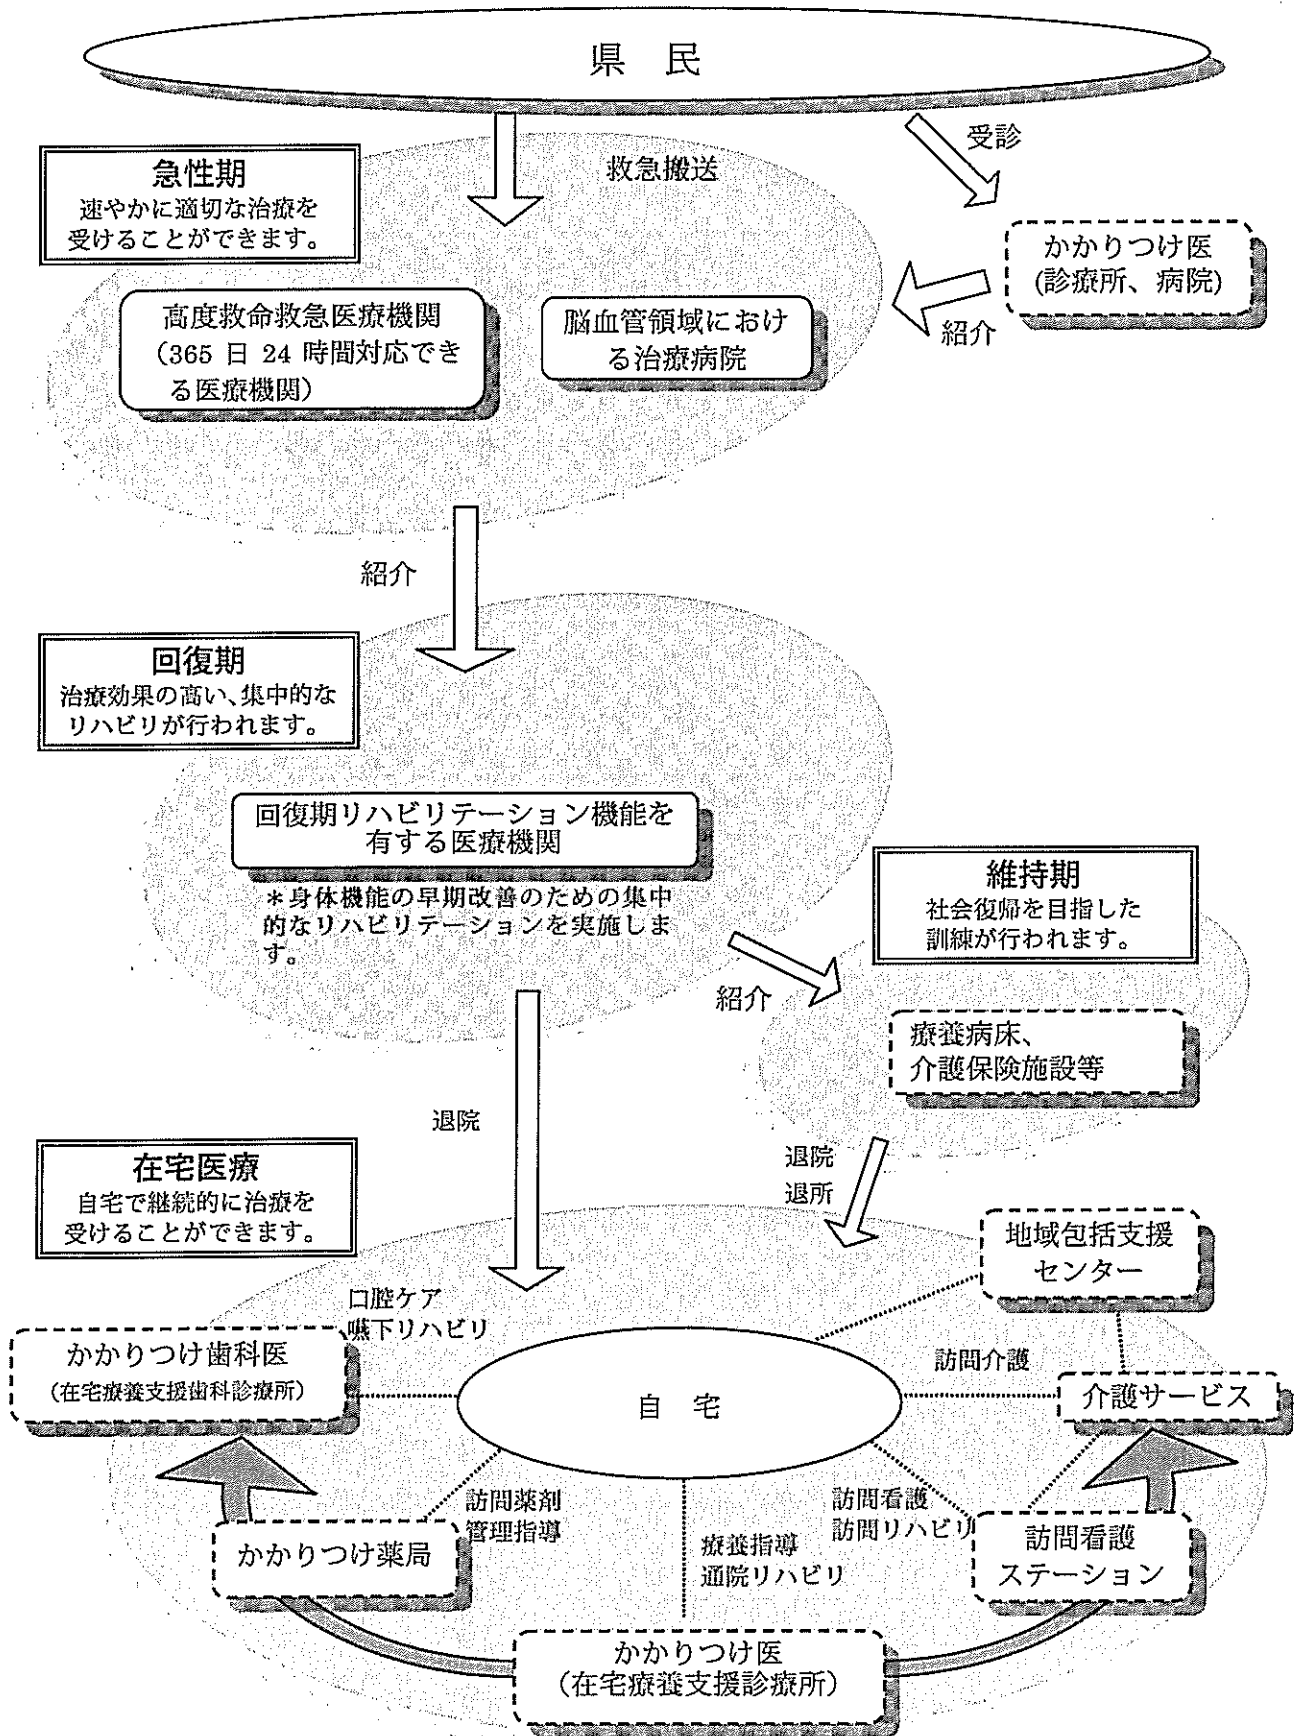 県　民
受診
救急搬送
急性期
速やかに適切な治療を
受けることができます。
かかりつけ医
(診療所、病院)
紹介
高度救命救急医療機関
（365 日 24 時間対応でき
る医療機関）
脳血管領域におけ
る治療病院
紹介
回復期
治療効果の高い、集中的な
リハビリが行われます。
回復期リハビリテーション機能を
有する医療機関
＊身体機能の早期改善のための集中
的なリハビリテーションを実施しま
す。
維持期
社会復帰を目指した
訓練が行われます。
紹介
療養病床、
介護保険施設等
退院
退院
退所
在宅医療
自宅で継続的に治療を
受けることができます。
地域包括支援
センター
口腔ケア
嚥下リハビリ
かかりつけ歯科医
（在宅療養支援歯科診療所）
訪問介護
介護サービス
自　宅
訪問薬剤
管理指導
かかりつけ薬局
訪問看護
訪問リハビリ
療養指導
通院リハビリ
訪問看護
ステーション
かかりつけ医
（在宅療養支援診療所）